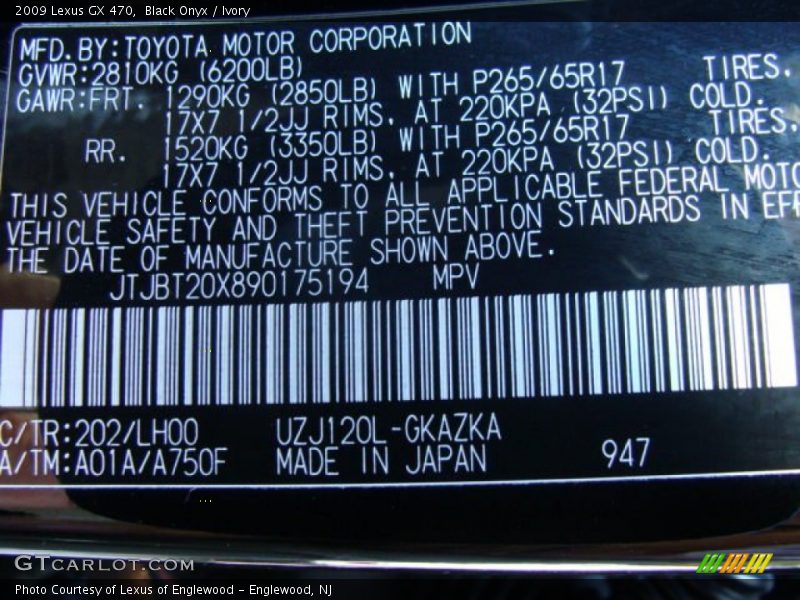 2009 Lexus GX 470, Black Onyx / Ivory
MFD.BY:TOYOTA MOTOR CORPORATION
GVWR:2810KG (6200LB)
GAWR:FRT. 1290KG (2850LB) WITH P265/65R17 TIRES.
17X7 1/2JJ RIMS, AT 220KPA (32PSI) COLD.
RR. 1520KG (3350LB) WITH P265/65R17 TIRES,
17X7 1/2JJ RIMS, AT 220KPA (32PSI) COLD.
THIS VEHICLE CONFORMS TO ALL APPLICABLE FEDERAL MOTO
VEHICLE SAFETY AND THEFT PREVENTION STANDARDS IN EFF
THE DATE OF MANUFACTURE SHOWN ABOVE.
JTJBT20X890175194 MPV
C/TR:202/LH00 UZJ120L-GKAZKA
A/TM:A01A/A750F MADE IN JAPAN 947
GTCARLOT.COM
Photo Courtesy of Lexus of Englewood – Englewood, NJ